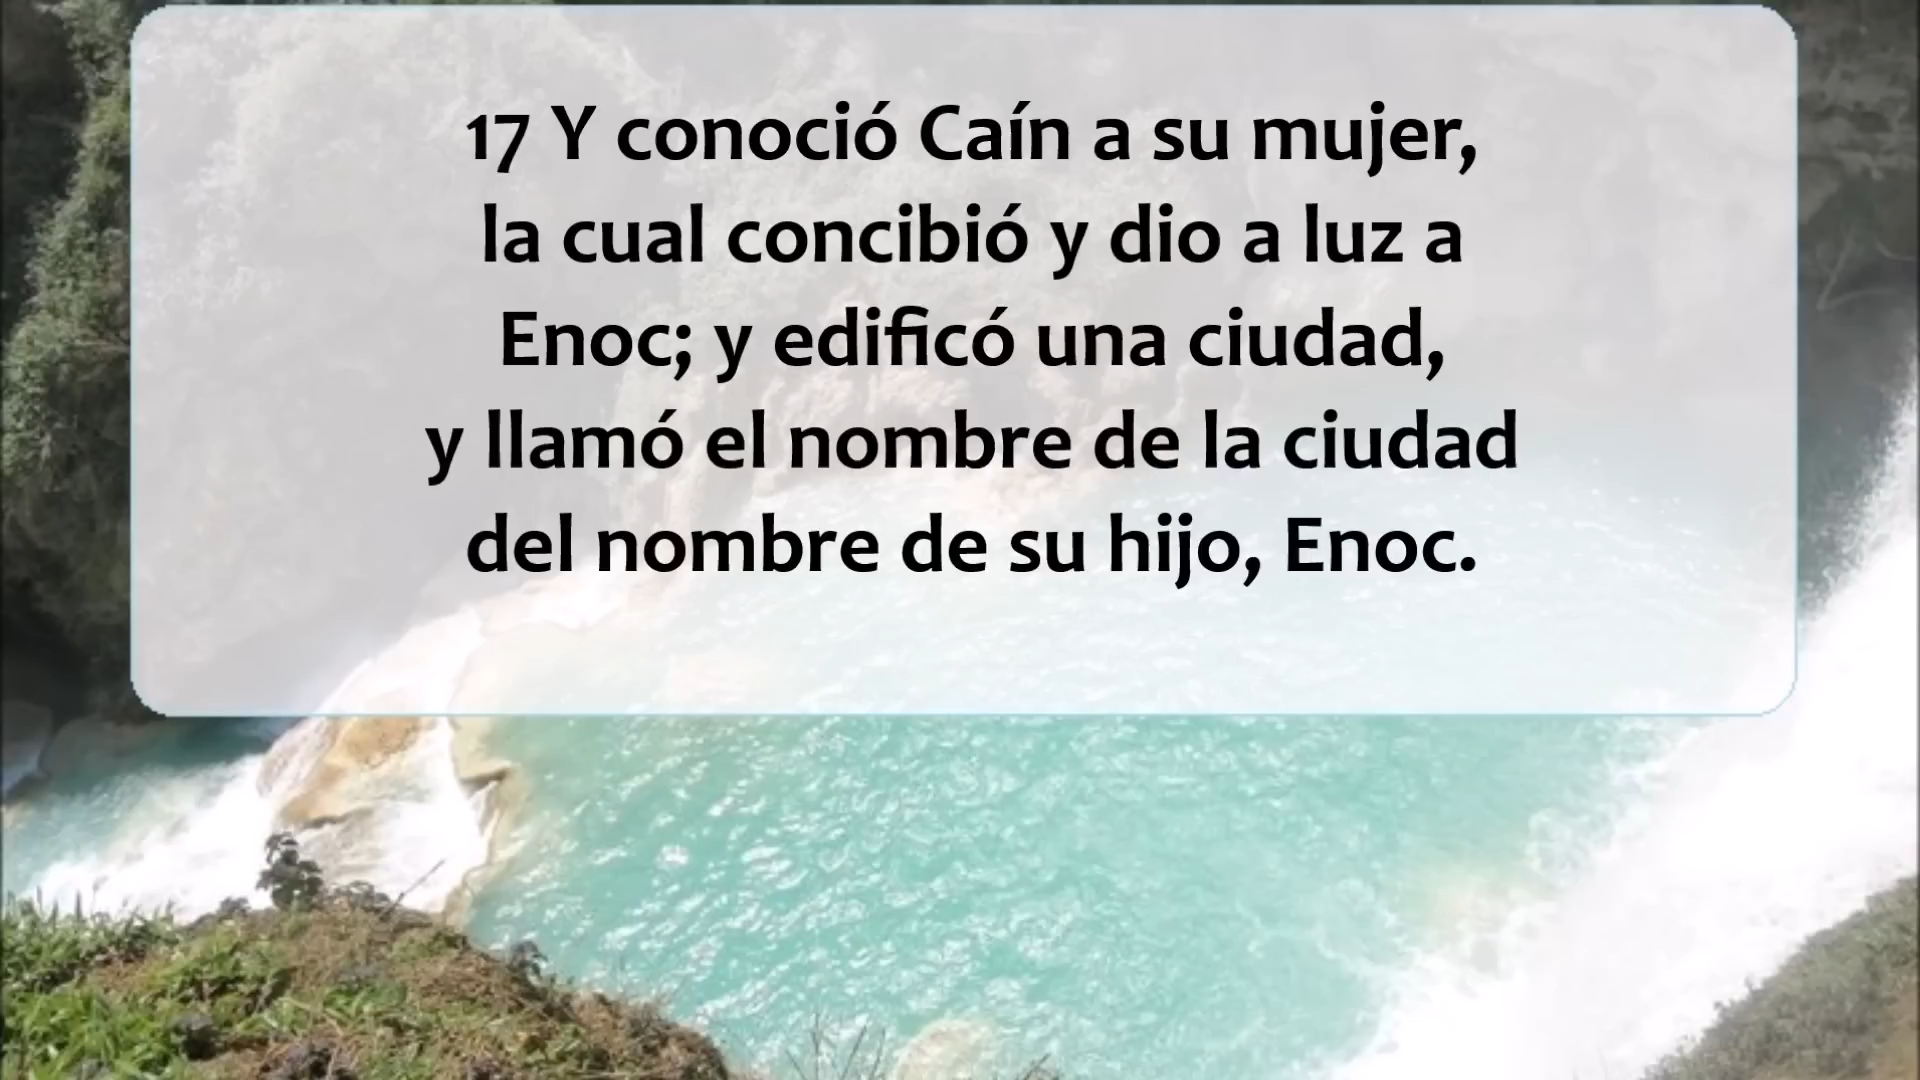 17 Y conoció Caín a su mujer,
la cual concibió y dio a luz a
Enoc; y edificó una ciudad,
y llamó el nombre de la ciudad
del nombre de su hijo, Enoc.